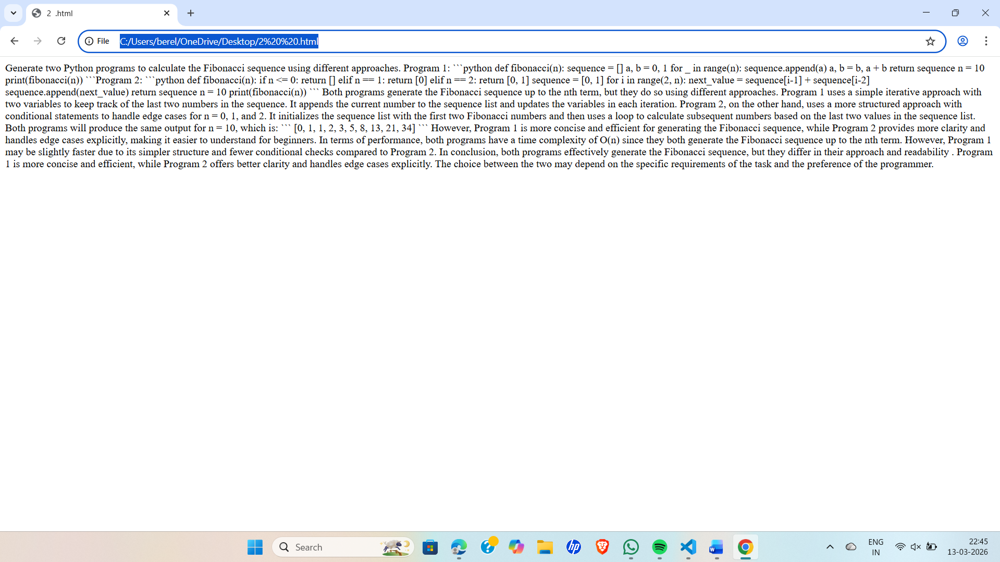 2 .html
File
C:/Users/berel/OneDrive/Desktop/2%20%20.html
Generate two Python programs to calculate the Fibonacci sequence using different approaches. Program 1: ```python def fibonacci(n): sequence = [] a, b = 0, 1 for _ in range(n): sequence.append(a) a, b = b, a + b return sequence n = 10
print(fibonacci(n)) ```Program 2: ```python def fibonacci(n): if n <= 0: return [] elif n == 1: return [0] elif n == 2: return [0, 1] sequence = [0, 1] for i in range(2, n): next_value = sequence[i-1] + sequence[i-2]
sequence.append(next_value) return sequence n = 10 print(fibonacci(n)) ``` Both programs generate the Fibonacci sequence up to the nth term, but they do so using different approaches. Program 1 uses a simple iterative approach with
two variables to keep track of the last two numbers in the sequence. It appends the current number to the sequence list and updates the variables in each iteration. Program 2, on the other hand, uses a more structured approach with
conditional statements to handle edge cases for n = 0, 1, and 2. It initializes the sequence list with the first two Fibonacci numbers and then uses a loop to calculate subsequent numbers based on the last two values in the sequence list.
Both programs will produce the same output for n = 10, which is: ``` [0, 1, 1, 2, 3, 5, 8, 13, 21, 34] ``` However, Program 1 is more concise and efficient for generating the Fibonacci sequence, while Program 2 provides more clarity and
handles edge cases explicitly, making it easier to understand for beginners. In terms of performance, both programs have a time complexity of O(n) since they both generate the Fibonacci sequence up to the nth term. However, Program 1
may be slightly faster due to its simpler structure and fewer conditional checks compared to Program 2. In conclusion, both programs effectively generate the Fibonacci sequence, but they differ in their approach and readability . Program
1 is more concise and efficient, while Program 2 offers better clarity and handles edge cases explicitly. The choice between the two may depend on the specific requirements of the task and the preference of the programmer.
Search
hp
W
ENG
IN
22:45
13-03-2026